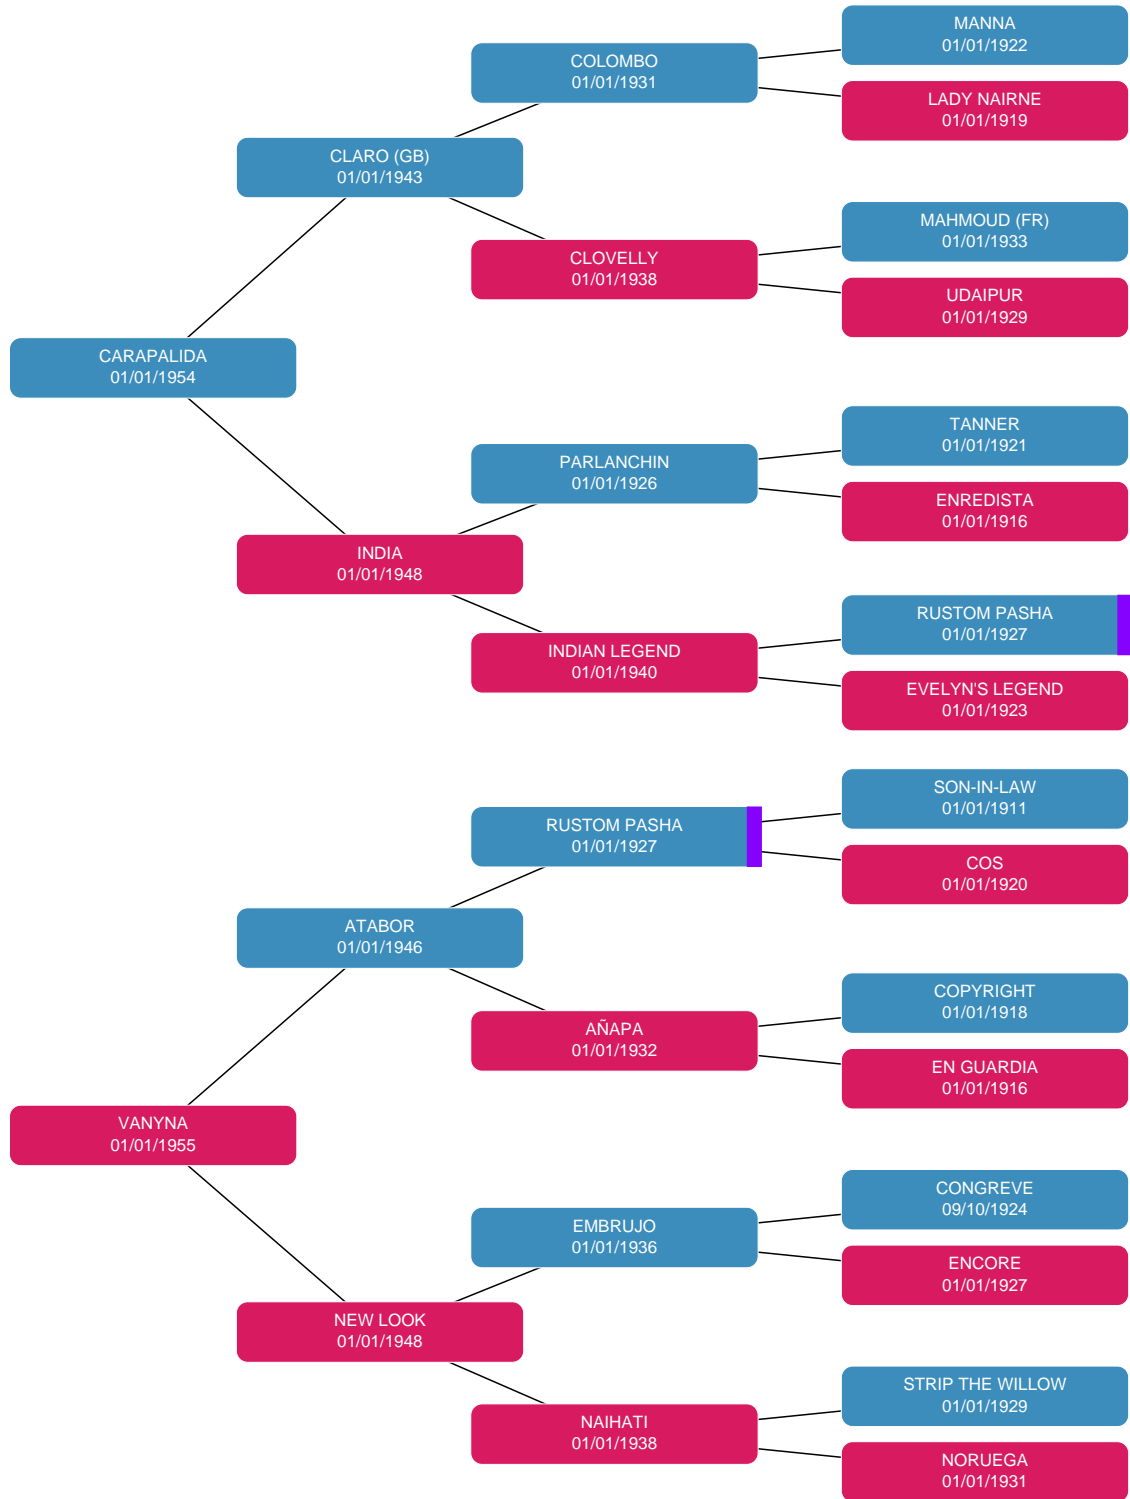 MANNA
01/01/1922
COLOMBO
01/01/1931
LADY NAIRNE
01/01/1919
CLARO (GB)
01/01/1943
MAHMOUD (FR)
01/01/1933
CLOVELLY
01/01/1938
UDAIPUR
01/01/1929
CARAPALIDA
01/01/1954
TANNER
01/01/1921
PARLANCHIN
01/01/1926
ENREDISTA
01/01/1916
INDIA
01/01/1948
RUSTOM PASHA
01/01/1927
INDIAN LEGEND
01/01/1940
EVELYN'S LEGEND
01/01/1923
SON-IN-LAW
01/01/1911
RUSTOM PASHA
01/01/1927
COS
01/01/1920
ATABOR
01/01/1946
COPYRIGHT
01/01/1918
AÑAPA
01/01/1932
EN GUARDIA
01/01/1916
VANYNA
01/01/1955
CONGREVE
09/10/1924
EMBRUJO
01/01/1936
ENCORE
01/01/1927
NEW LOOK
01/01/1948
STRIP THE WILLOW
01/01/1929
NAIHATI
01/01/1938
NORUEGA
01/01/1931